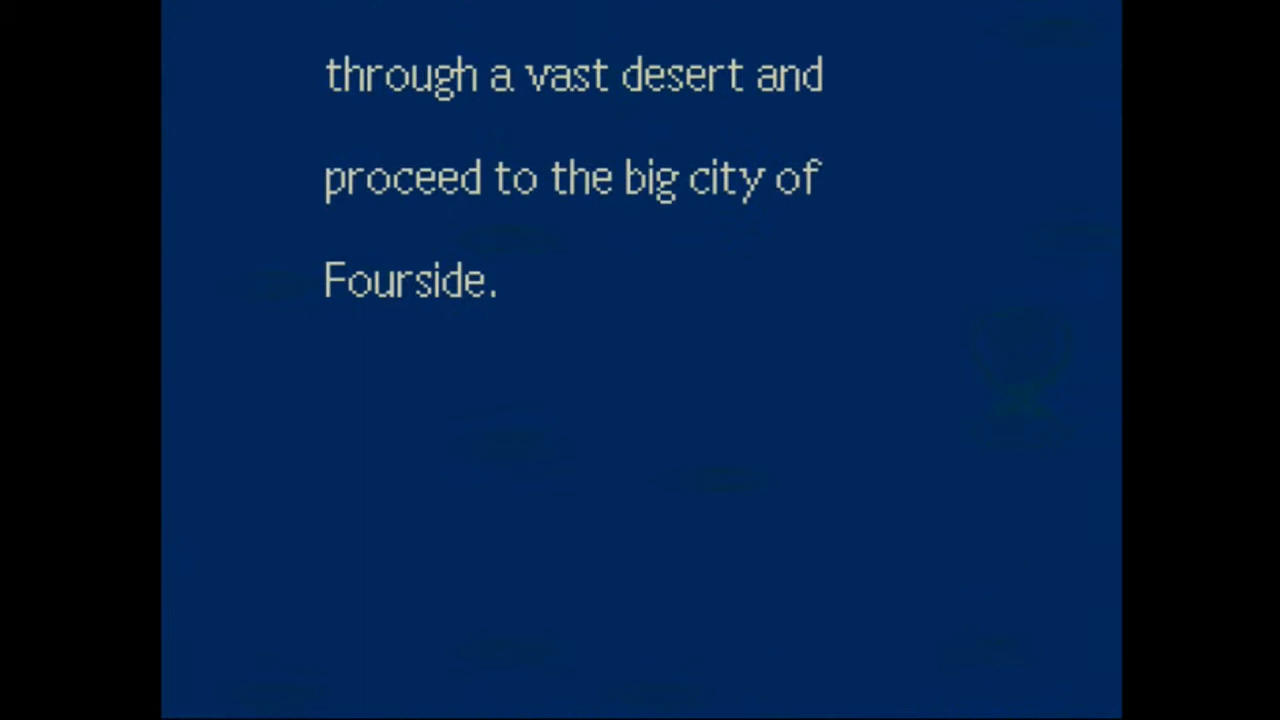 through a vast desert and
proceed to the big city of
Fourside.